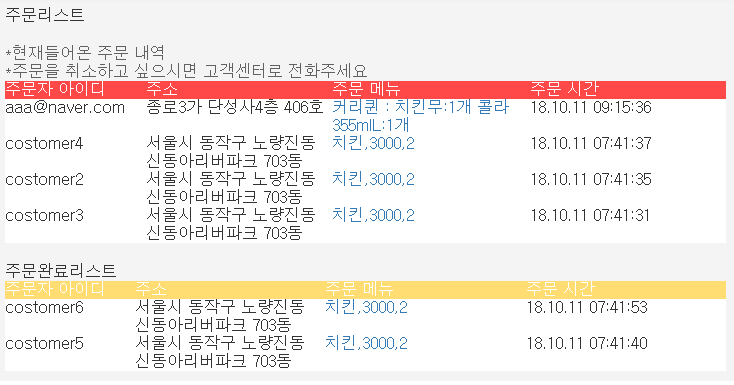 주문리스트
*현재들어온 주문 내역
*주문을 취소하고 싶으시면 고객센터로 전화주세요
주문자 아이디 주소 주문 메뉴 주문 시간
aaa@naver.com 종로3가 단성사4층 406호 커리퀸 : 치킨무:1개 콜라 18.10.11 09:15:36
355mlL:1개
costomer4 서울시 동작구 노량진동 치킨,3000,2 18.10.11 07:41:37
신동아리버파크 703동
costomer2 서울시 동작구 노량진동 치킨,3000,2 18.10.11 07:41:35
신동아리버파크 703동
costomer3 서울시 동작구 노량진동 치킨,3000,2 18.10.11 07:41:31
신동아리버파크 703동
주문완료리스트
주문자 아이디 주소 주문 메뉴 주문 시간
costomer6 서울시 동작구 노량진동 치킨,3000,2 18.10.11 07:41:53
신동아리버파크 703동
costomer5 서울시 동작구 노량진동 치킨,3000,2 18.10.11 07:41:40
신동아리버파크 703동